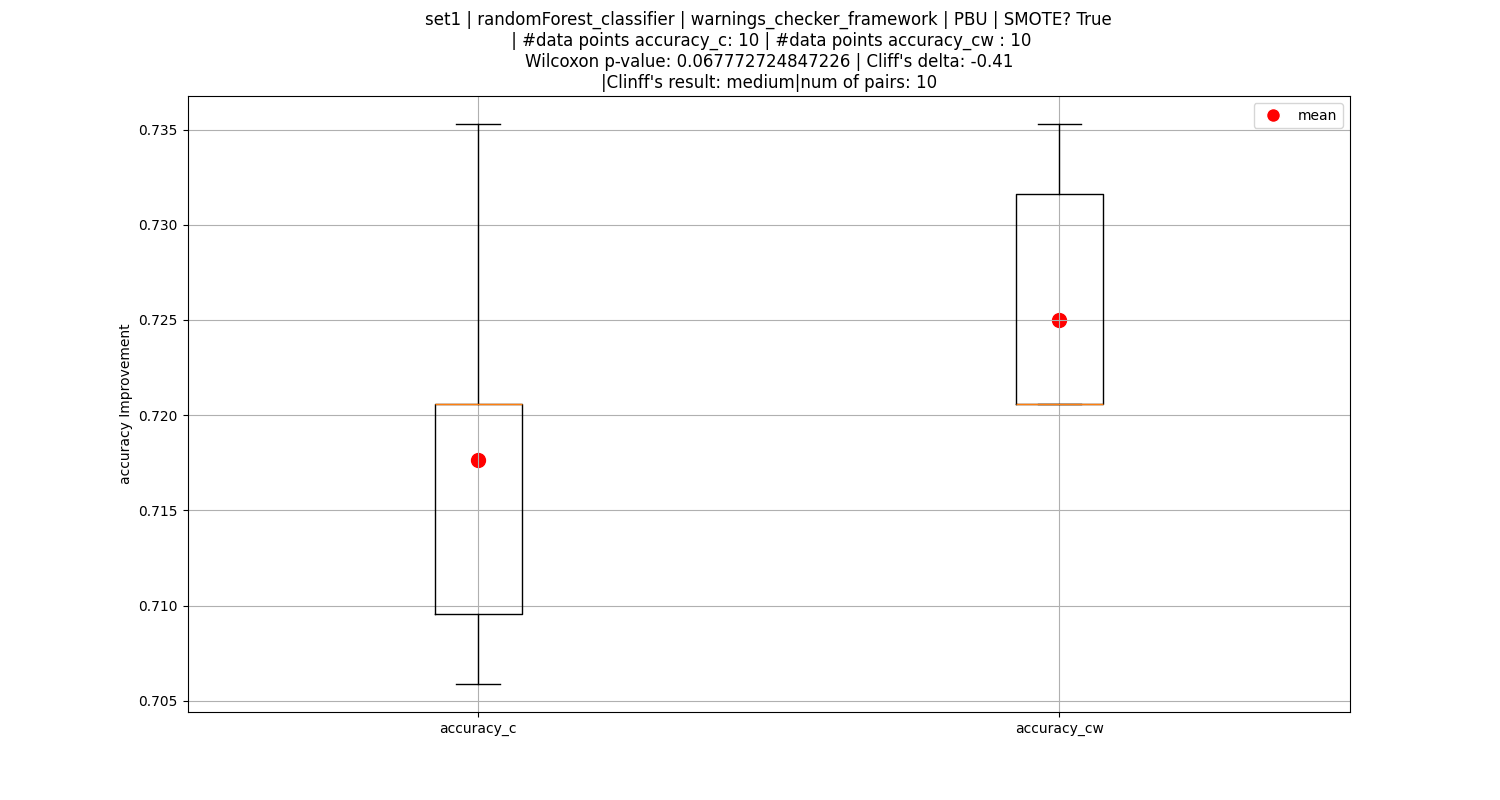 set1 | randomForest_classifier | warnings_checker_framework | PBU | SMOTE? True
| #data points accuracy_c: 10 | #data points accuracy_cw : 10
Wilcoxon p-value: 0.067772724847226 | Cliff's delta: -0.41
|Clinff's result: medium|num of pairs: 10
mean
0.735
0.730
0.725
0.720
0.715
0.710
0.705
accuracy Improvement
accuracy_c
accuracy_cw